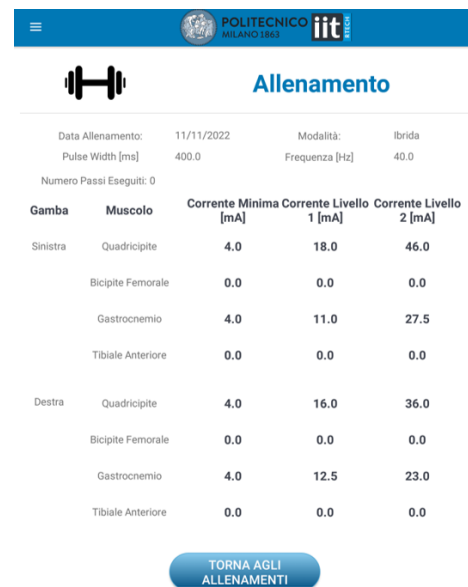 POLITECNICO
MILANO 1863
iit
RTECH
Allenamento
Data Allenamento: 11/11/2022 Modalità: Ibrida
Pulse Width [ms] 400.0 Frequenza [Hz] 40.0
Numero Passi Eseguiti: 0
Gamba Muscolo Corrente Minima [mA] Corrente Livello 1 [mA] Corrente Livello 2 [mA]
Sinistra Quadricipite 4.0 18.0 46.0
Bicipite Femorale 0.0 0.0 0.0
Gastrocnemio 4.0 11.0 27.5
Tibiale Anteriore 0.0 0.0 0.0
Destra Quadricipite 4.0 16.0 36.0
Bicipite Femorale 0.0 0.0 0.0
Gastrocnemio 4.0 12.5 23.0
Tibiale Anteriore 0.0 0.0 0.0
TORNA AGLI
ALLENAMENTI